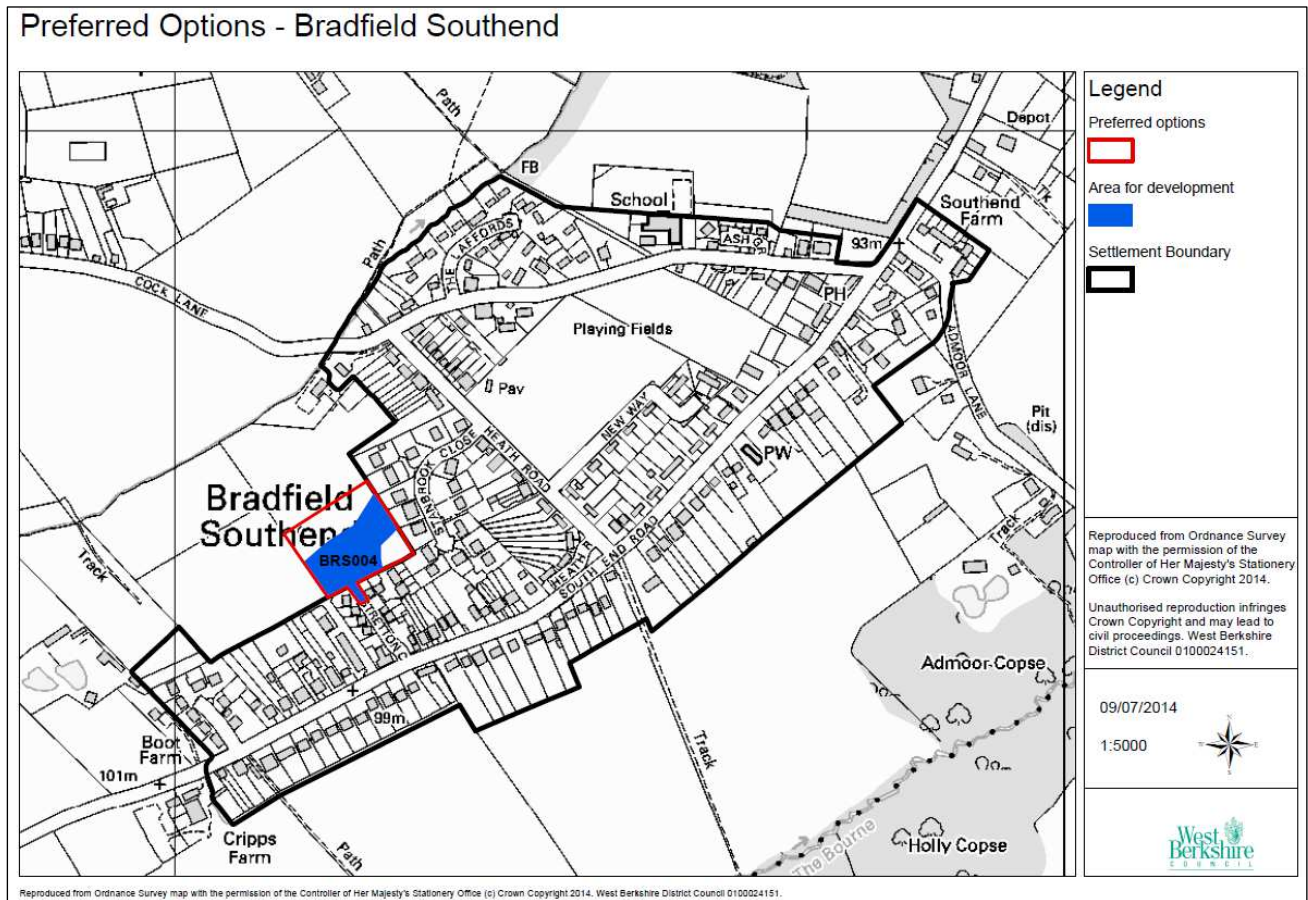 Preferred Options - Bradfield Southend
Path
Depot
FB
School
Southend
Farm
Tk
THE LAFFORDS
ASH GR
93m
Path
COCK LANE
PH
Playing Fields
ADMOOR LANE
Pav
Pit
(dis)
NEW WAY
HEATH ROAD
STANBROOK CLOSE
PW
Bradfield
Southend
BRS004
Track
Track
HEATH R
SOUTH END ROAD
STRETTON C
Admoor Copse
99m
Boot
Farm
Track
101m
Cripps
Farm
Path
The Bourne
Holly Copse
Legend
Preferred options
Area for development
Settlement Boundary
Reproduced from Ordnance Survey
map with the permission of the
Controller of Her Majesty's Stationery
Office (c) Crown Copyright 2014.
Unauthorised reproduction infringes
Crown Copyright and may lead to
civil proceedings. West Berkshire
District Council 0100024151.
09/07/2014
1:5000
N
E
S
W
West
Berkshire
COUNCIL
Reproduced from Ordnance Survey map with the permission of the Controller of Her Majesty's Stationery Office (c) Crown Copyright 2014. West Berkshire District Council 0100024151.